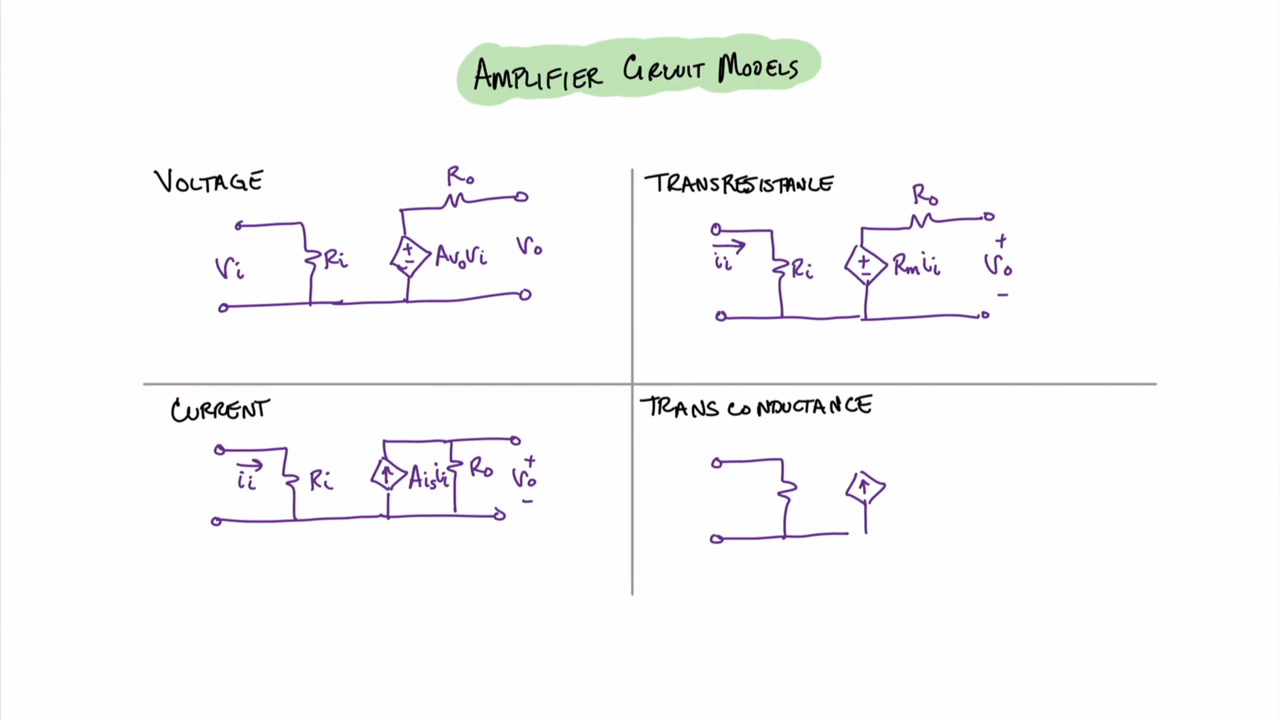 AMPLIFIER CIRCUIT MODELS
VOLTAGE
Ro
Vi
Ri
+
-
Avovi
Vo
TRANSRESISTANCE
Ro
ii
Ri
+
-
Rmii
+
Vo
-
CURRENT
ii
Ri
Aisii
Ro
+
Vo
-
TRANSCONDUCTANCE